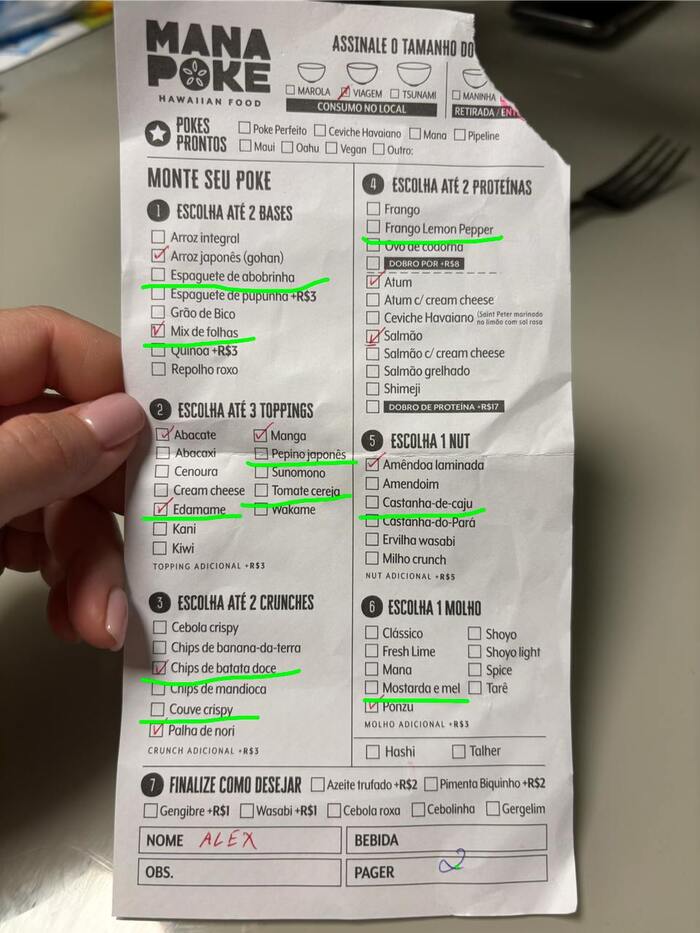 MANA
POKE
HAWAIIAN FOOD
ASSINALE O TAMANHO DO
MAROLA VIAGEM TSUNAMI MANINHA
CONSUMO NO LOCAL RETIRADA /
POKES
PRONTOS
Poke Perfeito Ceviche Havaiano Mana Pipeline
Maui Oahu Vegan Outro:
MONTE SEU POKE
1 ESCOLHA ATÉ 2 BASES
Arroz integral
Arroz japonês (gohan)
Espaguete de abobrinha
Espaguete de pupunha +R$3
Grão de Bico
Mix de folhas
Quinoa +R$3
Repolho roxo
2 ESCOLHA ATÉ 3 TOPPINGS
Abacate Manga
Abacaxi Pepino japonês
Cenoura Sunomono
Cream cheese Tomate cereja
Edamame Wakame
Kani
Kiwi
TOPPING ADICIONAL +R$3
3 ESCOLHA ATÉ 2 CRUNCHES
Cebola crispy
Chips de banana-da-terra
Chips de batata doce
Chips de mandioca
Couve crispy
Palha de nori
CRUNCH ADICIONAL +R$3
4 ESCOLHA ATÉ 2 PROTEÍNAS
Frango
Frango Lemon Pepper
Ovo de codorna
DOBRO POR +R$8
Atum
Atum c/ cream cheese
Ceviche Havaiano (Saint Peter marinado
no limão com sal rosa
Salmão
Salmão c/ cream cheese
Salmão grelhado
Shimeji
DOBRO DE PROTEÍNA +R$17
5 ESCOLHA 1 NUT
Amêndoa laminada
Amendoim
Castanha-de-caju
Castanha-do-Pará
Ervilha wasabi
Milho crunch
NUT ADICIONAL +R$5
6 ESCOLHA 1 MOLHO
Clássico Shoyo
Fresh Lime Shoyo light
Mana Spice
Mostarda e mel Tarê
Ponzu
MOLHO ADICIONAL +R$3
Hashi Talher
7 FINALIZE COMO DESEJAR Azeite trufado +R$2 Pimenta Biquinho +R$2
Gengibre +R$1 Wasabi +R$1 Cebola roxa Cebolinha Gergelim
NOME ALEX BEBIDA
OBS. PAGER 2